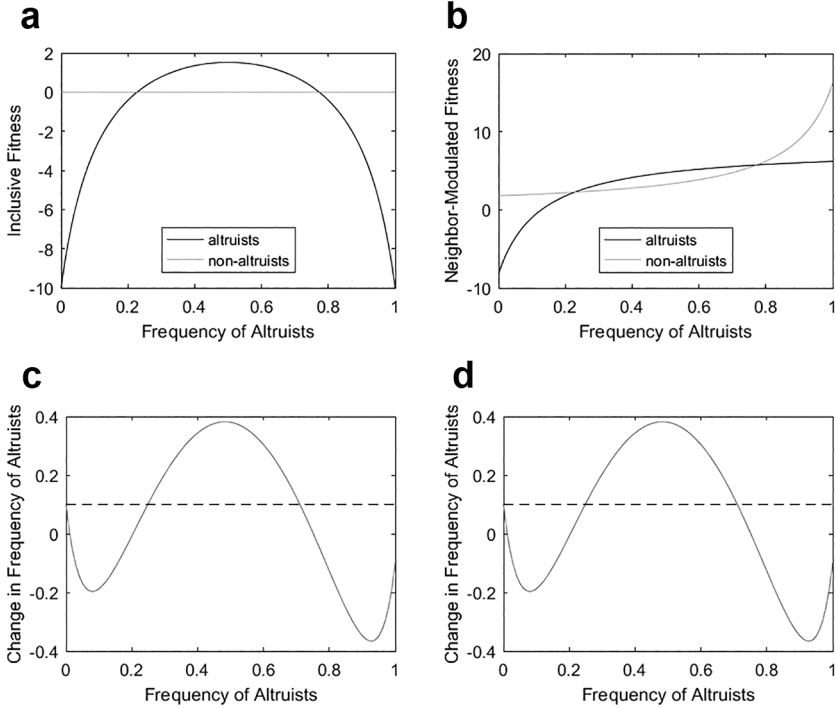 a
Inclusive Fitness
2
0
-2
-4
-6
-8
-10
altruists
non-altruists
0 0.2 0.4 0.6 0.8 1
Frequency of Altruists
b
Neighbor-Modulated Fitness
20
10
0
-10
altruists
non-altruists
0 0.2 0.4 0.6 0.8 1
Frequency of Altruists
c
Change in Frequency of Altruists
0.4
0.2
0
-0.2
-0.4
0 0.2 0.4 0.6 0.8 1
Frequency of Altruists
d
Change in Frequency of Altruists
0.4
0.2
0
-0.2
-0.4
0 0.2 0.4 0.6 0.8 1
Frequency of Altruists